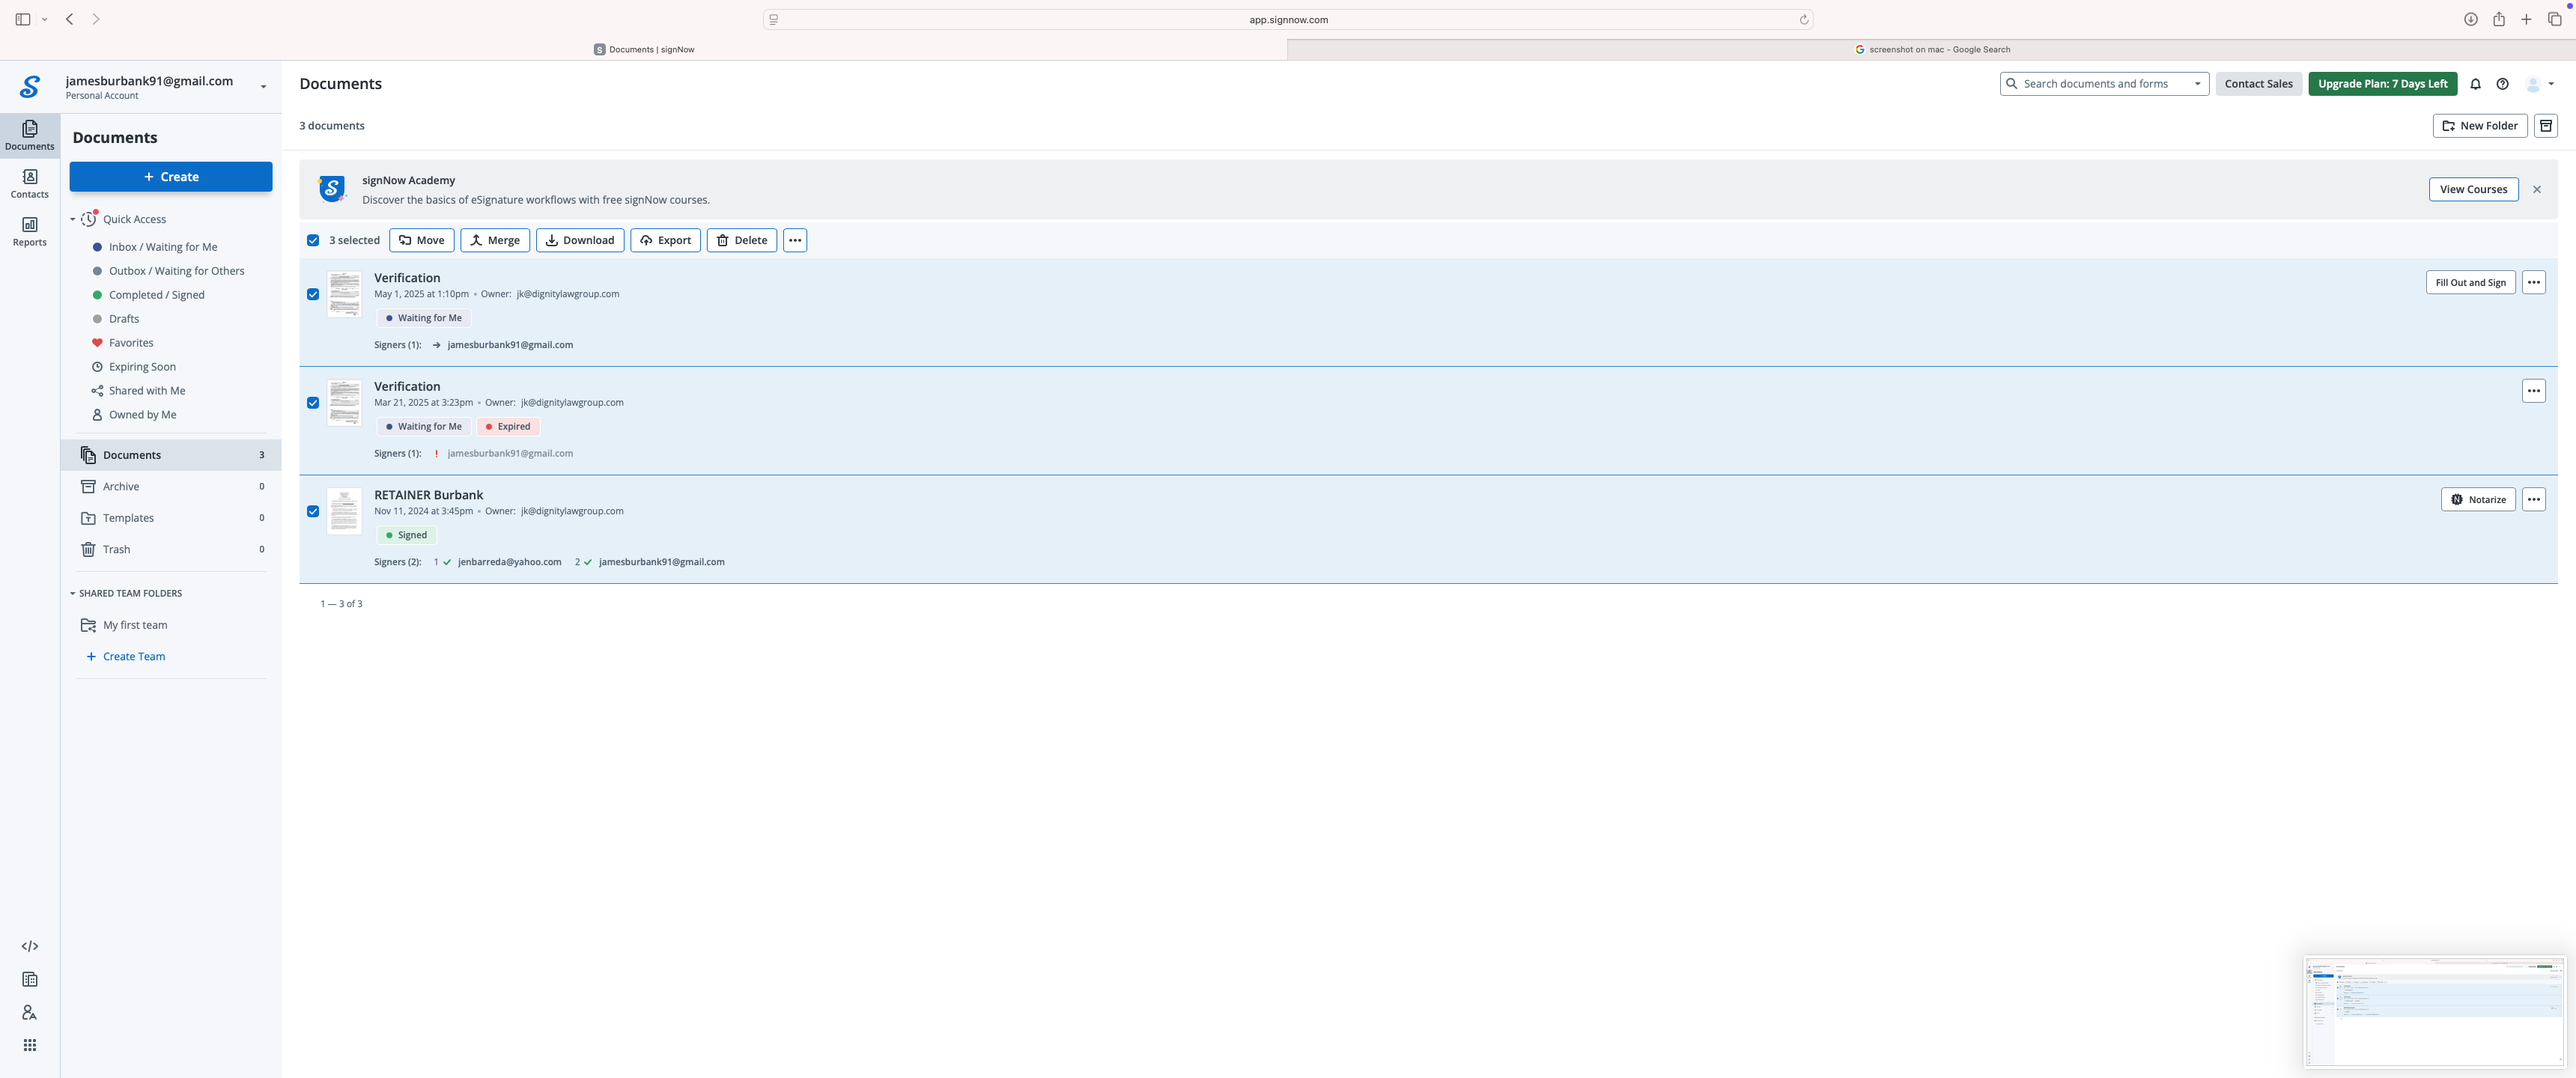 app.signnow.com
Documents | signNow
screenshot on mac - Google Search
jamesburbank91@gmail.com
Personal Account
Documents
Search documents and forms
Contact Sales
Upgrade Plan: 7 Days Left
Documents
Contacts
Reports
Documents
+ Create
Quick Access
Inbox / Waiting for Me
Outbox / Waiting for Others
Completed / Signed
Drafts
Favorites
Expiring Soon
Shared with Me
Owned by Me
Documents 3
Archive 0
Templates 0
Trash 0
SHARED TEAM FOLDERS
My first team
+ Create Team
3 documents
New Folder
signNow Academy
Discover the basics of eSignature workflows with free signNow courses.
View Courses
3 selected Move Merge Download Export Delete
Verification
May 1, 2025 at 1:10pm • Owner: jk@dignitylawgroup.com
Fill Out and Sign
Waiting for Me
Signers (1): → jamesburbank91@gmail.com
Verification
Mar 21, 2025 at 3:23pm • Owner: jk@dignitylawgroup.com
Waiting for Me Expired
Signers (1): ! jamesburbank91@gmail.com
RETAINER Burbank
Nov 11, 2024 at 3:45pm • Owner: jk@dignitylawgroup.com
Notarize
Signed
Signers (2): 1 ✓ jenbarreda@yahoo.com 2 ✓ jamesburbank91@gmail.com
1 — 3 of 3